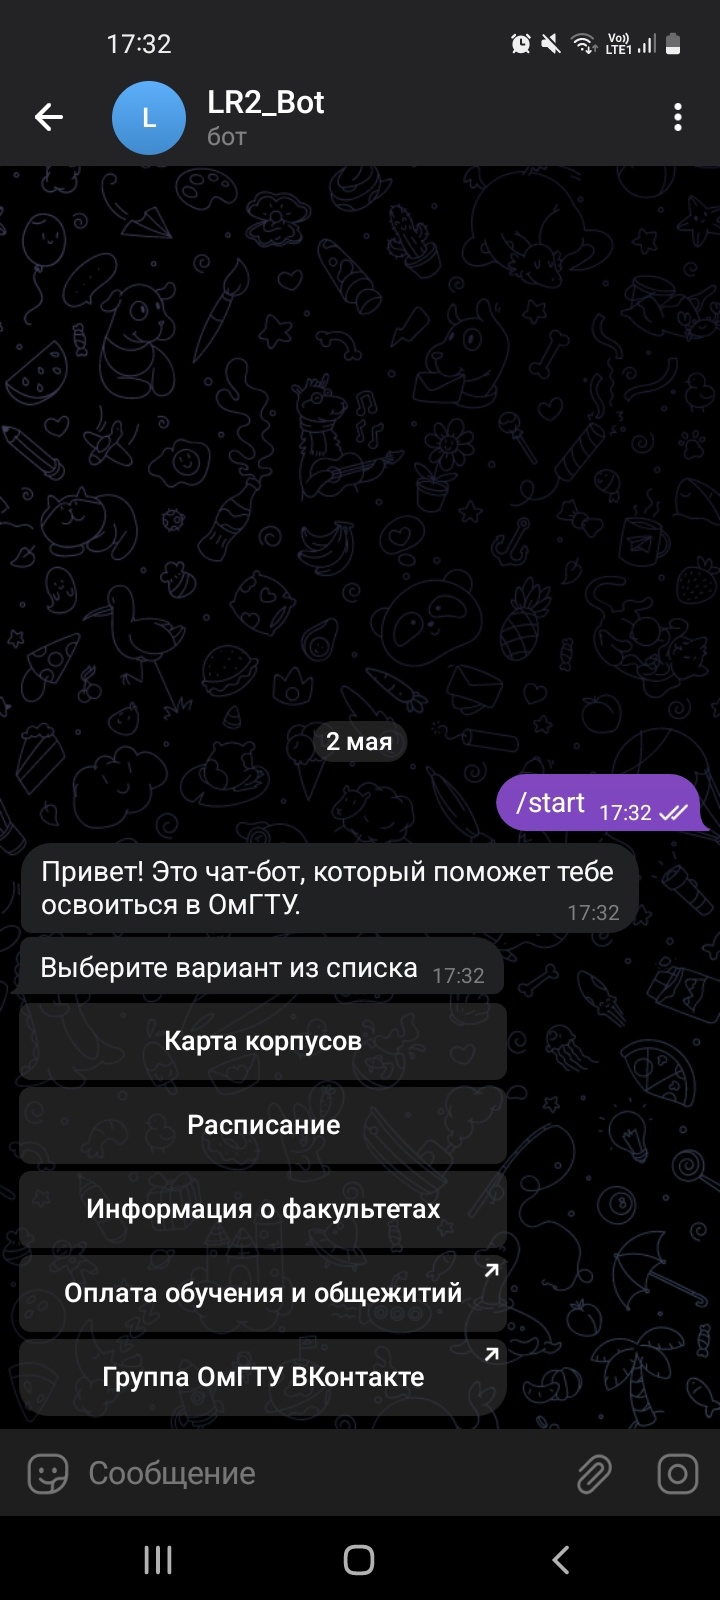 17:32
Vo)) LTE1
L
LR2_Bot
бот
2 мая
/start 17:32
Привет! Это чат-бот, который поможет тебе
освоиться в ОмГТУ.
17:32
Выберите вариант из списка 17:32
Карта корпусов
Расписание
Информация о факультетах
Оплата обучения и общежитий
Группа ОмГТУ ВКонтакте
Сообщение